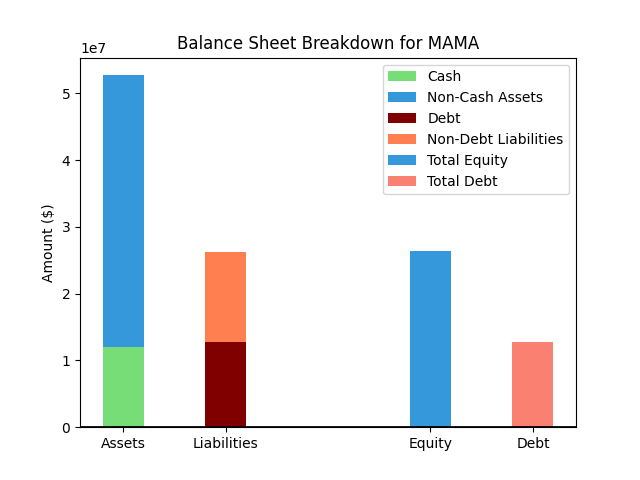 Balance Sheet Breakdown for MAMA
1e7
Cash
Non-Cash Assets
Debt
Non-Debt Liabilities
Total Equity
Total Debt
5
4
3
2
1
0
Amount ($)
Assets
Liabilities
Equity
Debt